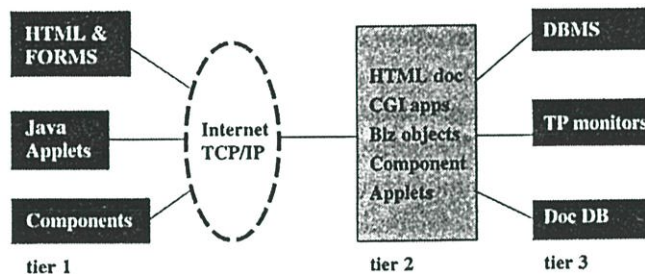 HTML &
FORMS
Java
Applets
Components
tier 1
Internet
TCP/IP
HTML doc
CGI apps
Biz objects
Component
Applets
tier 2
DBMS
TP monitors
Doc DB
tier 3